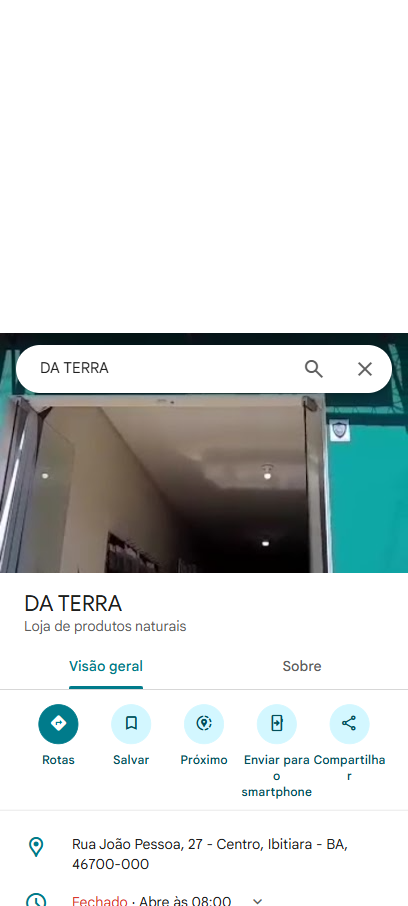 DA TERRA
DA TERRA
Loja de produtos naturais
Visão geral
Sobre
Rotas
Salvar
Próximo
Enviar para
o
smartphone
Compartilha
r
Rua João Pessoa, 27 - Centro, Ibitiara - BA,
46700-000
Fechado · Abre às 08:00